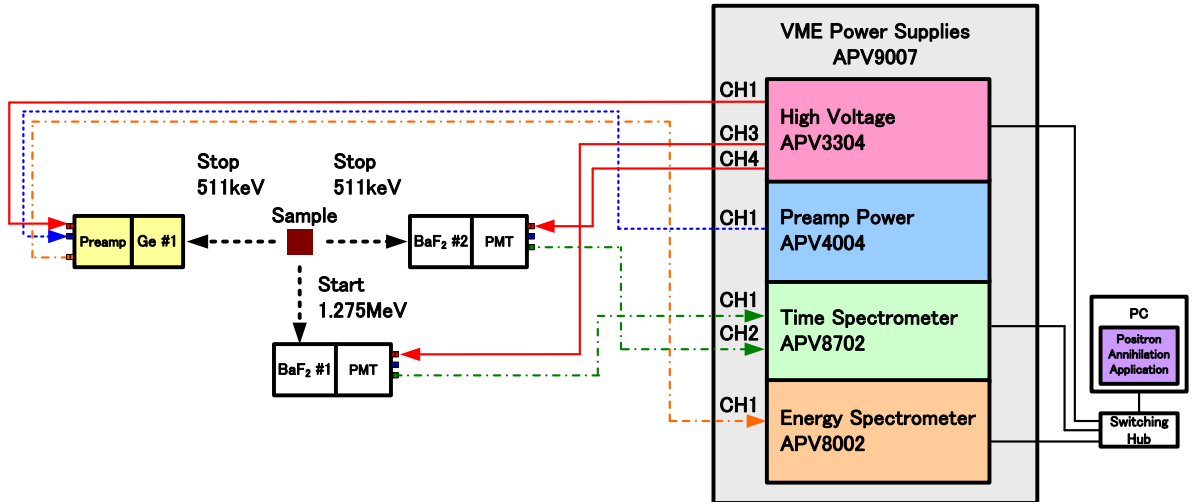 VME Power Supplies
APV9007
CH1
High Voltage
APV3304
CH3
CH4
Stop
511keV
Stop
511keV
Sample
Preamp
Ge #1
BaF₂ #2
PMT
CH1
Preamp Power
APV4004
Start
1.275MeV
BaF₂ #1
PMT
CH1
Time Spectrometer
APV8702
CH2
CH1
Energy Spectrometer
APV8002
PC
Positron
Annihilation
Application
Switching
Hub